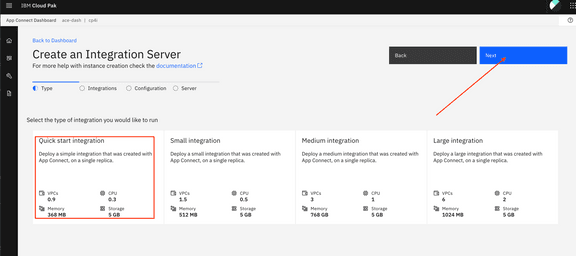 IBM Cloud Pak
App Connect Dashboard ace-dash | cp4i
Back to Dashboard
Create an Integration Server
For more help with instance creation check the documentation
Back
Next
Type Integrations Configuration Server
Select the type of integration you would like to run
Quick start integration
Deploy a simple integration that was created with
App Connect, on a single replica.
VPCs
0.9
CPU
0.3
Memory
368 MB
Storage
5 GB
Small integration
Deploy a small integration that was created with
App Connect, on a single replica.
VPCs
1.5
CPU
0.5
Memory
512 MB
Storage
5 GB
Medium integration
Deploy a medium integration that was created with
App Connect, on a single replica.
VPCs
3
CPU
1
Memory
768 GB
Storage
5 GB
Large integration
Deploy a large integration that was created with
App Connect, on a single replica.
VPCs
6
CPU
2
Memory
1024 MB
Storage
5 GB